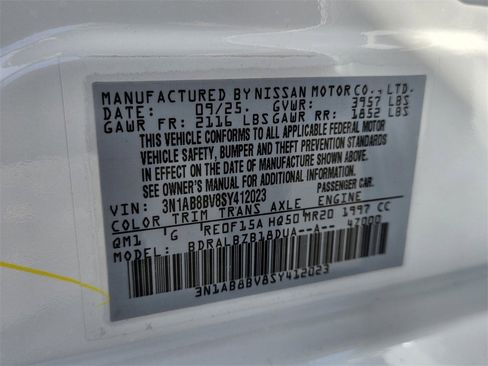 MANUFACTURED BY NISSAN MOTOR CO., LTD.
DATE: 09/25. GVWR: 3957 LBS
GAWR FR: 2116 LBS GAWR RR: 1852 LBS
THIS VEHICLE CONFORMS TO ALL APPLICABLE FEDERAL MOTOR
VEHICLE SAFETY, BUMPER AND THEFT PREVENTION STANDARDS
IN EFFECT ON THE DATE OF MANUFACTURE SHOWN ABOVE.
SEE OWNER'S MANUAL FOR ADDITIONAL INFORMATION.
VIN: 3N1AB8BV8SY412023 PASSENGER CAR.
COLOR TRIM TRANS AXLE ENGINE
QM1 G RE0F15A HQ50 MR20 1997 CC
MODEL: BDRALBZB18DUA--A-- 47000
3N1AB8BV8SY412023